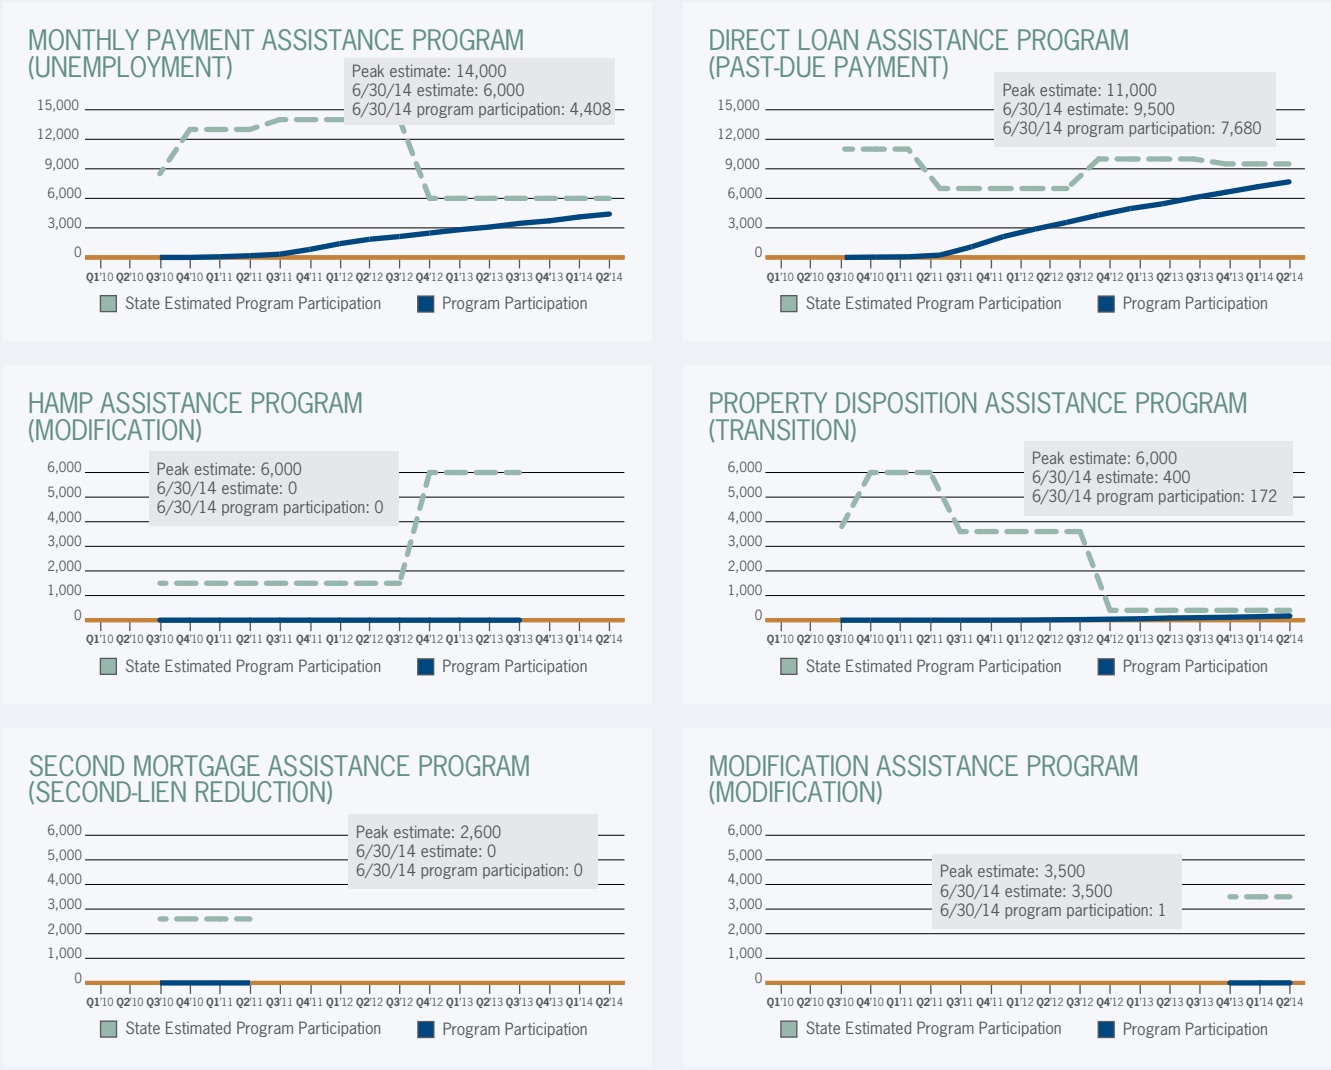 MONTHLY PAYMENT ASSISTANCE PROGRAM
(UNEMPLOYMENT)
Peak estimate: 14,000
6/30/14 estimate: 6,000
6/30/14 program participation: 4,408
15,000
12,000
9,000
6,000
3,000
0
Q1'10 Q2'10 Q3'10 Q4'10 Q1'11 Q2'11 Q3'11 Q4'11 Q1'12 Q2'12 Q3'12 Q4'12 Q1'13 Q2'13 Q3'13 Q4'14 Q1'14 Q2'14
State Estimated Program Participation Program Participation
DIRECT LOAN ASSISTANCE PROGRAM
(PAST-DUE PAYMENT)
Peak estimate: 11,000
6/30/14 estimate: 9,500
6/30/14 program participation: 7,680
15,000
12,000
9,000
6,000
3,000
0
Q1'10 Q2'10 Q3'10 Q4'10 Q1'11 Q2'11 Q3'11 Q4'11 Q1'12 Q2'12 Q3'12 Q4'12 Q1'13 Q2'13 Q3'13 Q4'13 Q1'14 Q2'14
State Estimated Program Participation Program Participation
HAMP ASSISTANCE PROGRAM
(MODIFICATION)
Peak estimate: 6,000
6/30/14 estimate: 0
6/30/14 program participation: 0
6,000
5,000
4,000
3,000
2,000
1,000
0
Q1'10 Q2'10 Q3'10 Q4'10 Q1'11 Q2'11 Q3'11 Q4'11 Q1'12 Q2'12 Q3'12 Q4'12 Q1'13 Q2'13 Q3'13 Q4'14 Q1'14 Q2'14
State Estimated Program Participation Program Participation
PROPERTY DISPOSITION ASSISTANCE PROGRAM
(TRANSITION)
Peak estimate: 6,000
6/30/14 estimate: 400
6/30/14 program participation: 172
6,000
5,000
4,000
3,000
2,000
1,000
0
Q1'10 Q2'10 Q3'10 Q4'10 Q1'11 Q2'11 Q3'11 Q4'11 Q1'12 Q2'12 Q3'12 Q4'12 Q1'13 Q2'13 Q3'13 Q4'13 Q1'14 Q2'14
State Estimated Program Participation Program Participation
SECOND MORTGAGE ASSISTANCE PROGRAM
(SECOND-LIEN REDUCTION)
Peak estimate: 2,600
6/30/14 estimate: 0
6/30/14 program participation: 0
6,000
5,000
4,000
3,000
2,000
1,000
0
Q1'10 Q2'10 Q3'10 Q4'10 Q1'11 Q2'11 Q3'11 Q4'11 Q1'12 Q2'12 Q3'12 Q4'12 Q1'13 Q2'13 Q3'13 Q4'14 Q1'14 Q2'14
State Estimated Program Participation Program Participation
MODIFICATION ASSISTANCE PROGRAM
(MODIFICATION)
Peak estimate: 3,500
6/30/14 estimate: 3,500
6/30/14 program participation: 1
6,000
5,000
4,000
3,000
2,000
1,000
0
Q1'10 Q2'10 Q3'10 Q4'10 Q1'11 Q2'11 Q3'11 Q4'11 Q1'12 Q2'12 Q3'12 Q4'12 Q1'13 Q2'13 Q3'13 Q4'13 Q1'14 Q2'14
State Estimated Program Participation Program Participation